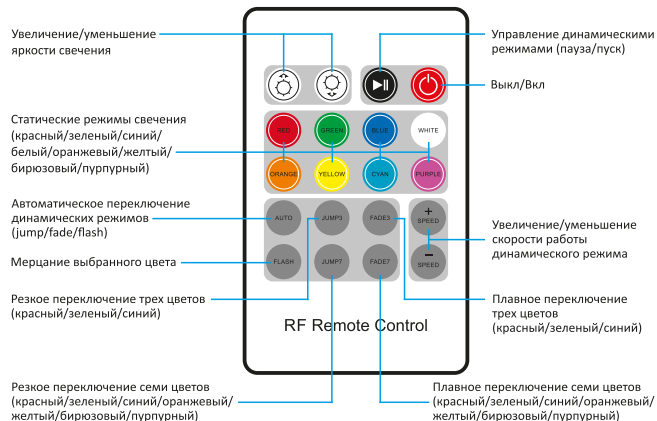 Увеличение/уменьшение
яркости свечения
Управление динамическими
режимами (пауза/пуск)
Выкл/Вкл
Статические режимы свечения
(красный/зеленый/синий/
белый/оранжевый/желтый/
бирюзовый/пурпурный)
RED
GREEN
BLUE
WHITE
ORANGE
YELLOW
CYAN
PURPLE
Автоматическое переключение
динамических режимов
(jump/fade/flash)
AUTO
JUMP3
FADE3
+
SPEED
Увеличение/уменьшение
скорости работы
динамического режима
Мерцание выбранного цвета
FLASH
JUMP7
FADE7
−
SPEED
Резкое переключение трех цветов
(красный/зеленый/синий)
Плавное переключение
трех цветов
(красный/зеленый/синий)
RF Remote Control
Резкое переключение семи цветов
(красный/зеленый/синий/оранжевый/
желтый/бирюзовый/пурпурный)
Плавное переключение семи цветов
(красный/зеленый/синий/оранжевый/
желтый/бирюзовый/пурпурный)